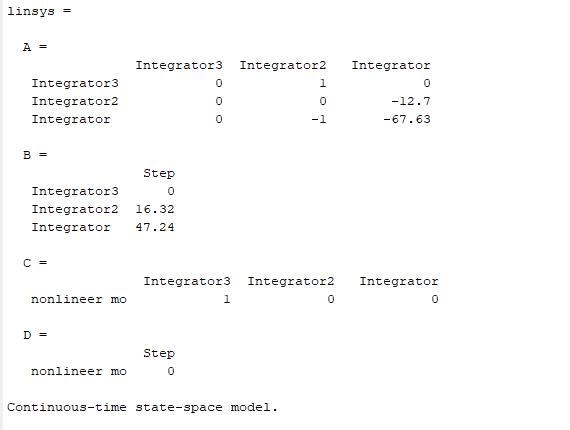 linsys =
A =
Integrator3 Integrator2 Integrator
Integrator3 0 1 0
Integrator2 0 0 -12.7
Integrator 0 -1 -67.63
B =
Step
Integrator3 0
Integrator2 16.32
Integrator 47.24
C =
Integrator3 Integrator2 Integrator
nonlineer mo 1 0 0
D =
Step
nonlineer mo 0
Continuous-time state-space model.